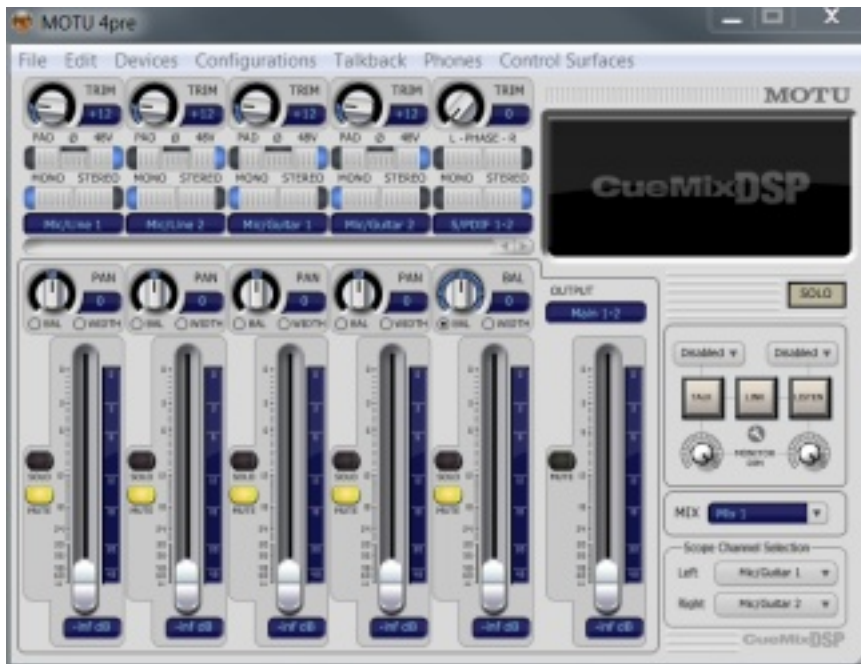 MOTU 4pre
File Edit Devices Configurations Talkback Phones Control Surfaces
TRIM TRIM TRIM TRIM TRIM
+12 +12 +12 +12 0
PAD Ø 48V PAD Ø 48V PAD Ø 48V PAD Ø 48V L - PHASE - R
MONO STEREO MONO STEREO MONO STEREO MONO STEREO MONO STEREO
Mic/Line 1 Mic/Line 2 Mic/Guitar 1 Mic/Guitar 2 S/PDIF 1-2
MOTU
CueMixDSP
PAN PAN PAN PAN BAL
0 0 0 0 0
BAL WIDTH BAL WIDTH BAL WIDTH BAL WIDTH BAL WIDTH
OUTPUT
Main 1-2
SOLO SOLO SOLO SOLO SOLO
MUTE MUTE MUTE MUTE MUTE MUTE
-inf dB -inf dB -inf dB -inf dB -inf dB -inf dB
SOLO
Disabled Disabled
TALK LINK LISTEN
MONITOR
DIM
MIX Mix 1
Scope Channel Selection
Left Mic/Guitar 1
Right Mic/Guitar 2
CueMixDSP